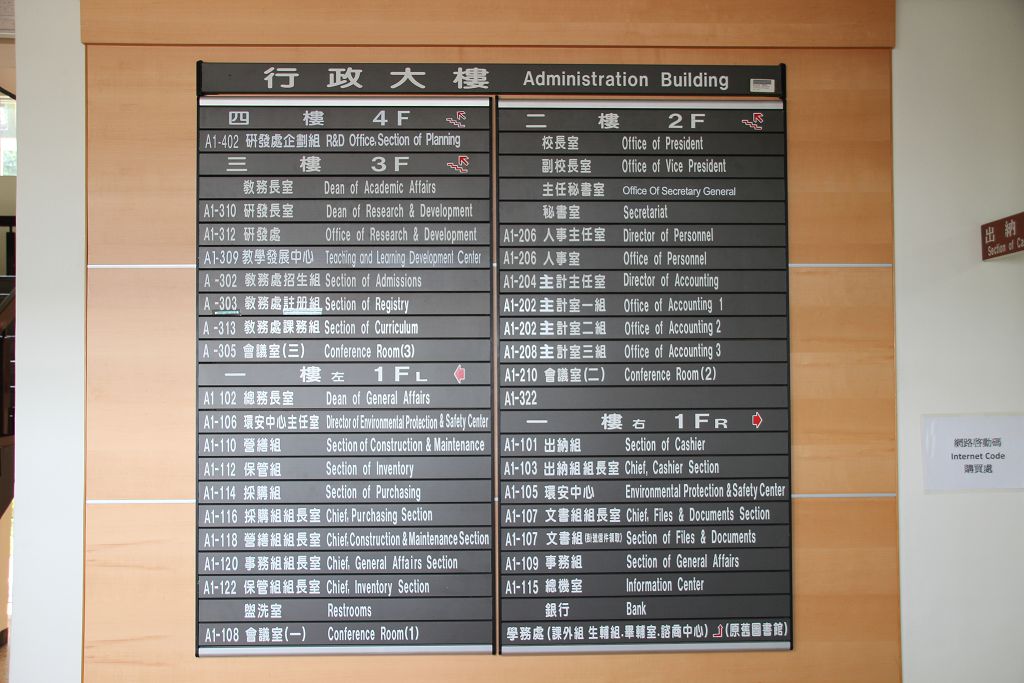 行政大樓 Administration Building
四樓 4F
A1-402 研發處企劃組 R&D Office, Section of Planning
三樓 3F
教務長室 Dean of Academic Affairs
A1-310 研發長室 Dean of Research & Development
A1-312 研發處 Office of Research & Development
A1-309 教學發展中心 Teaching and Learning Development Center
A -302 教務處招生組 Section of Admissions
A -303 教務處註册組 Section of Registry
A -313 教務處課務組 Section of Curriculum
A -305 會議室(三) Conference Room(3)
一樓左 1FL
A1 102 總務長室 Dean of General Affairs
A1-106 環安中心主任室 Director of Environmental Protection & Safety Center
A1-110 營繕組 Section of Construction & Maintenance
A1-112 保管組 Section of Inventory
A1-114 採購組 Section of Purchasing
A1-116 採購組組長室 Chief, Purchasing Section
A1-118 營繕組組長室 Chief, Construction & Maintenance Section
A1-120 事務組組長室 Chief, General Affairs Section
A1-122 保管組組長室 Chief, Inventory Section
盥洗室 Restrooms
A1-108 會議室(一) Conference Room(1)
二樓 2F
校長室 Office of President
副校長室 Office of Vice President
主任秘書室 Office Of Secretary General
秘書室 Secretariat
A1-206 人事主任室 Director of Personnel
A1-206 人事室 Office of Personnel
A1-204 主計主任室 Director of Accounting
A1-202 主計室一組 Office of Accounting 1
A1-202 主計室二組 Office of Accounting 2
A1-208 主計室三組 Office of Accounting 3
A1-210 會議室(二) Conference Room(2)
A1-322
一樓右 1FR
A1-101 出納組 Section of Cashier
A1-103 出納組組長室 Chief, Cashier Section
A1-105 環安中心 Environmental Protection & Safety Center
A1-107 文書組組長室 Chief, Files & Documents Section
A1-107 文書組 Section of Files & Documents
A1-109 事務組 Section of General Affairs
A1-115 總機室 Information Center
銀行 Bank
學務處(課外組.生輔組.畢輔室.諮商中心) (原舊圖書館)
出納
Section of Ca
網路啓動碼
Internet Code
購買處